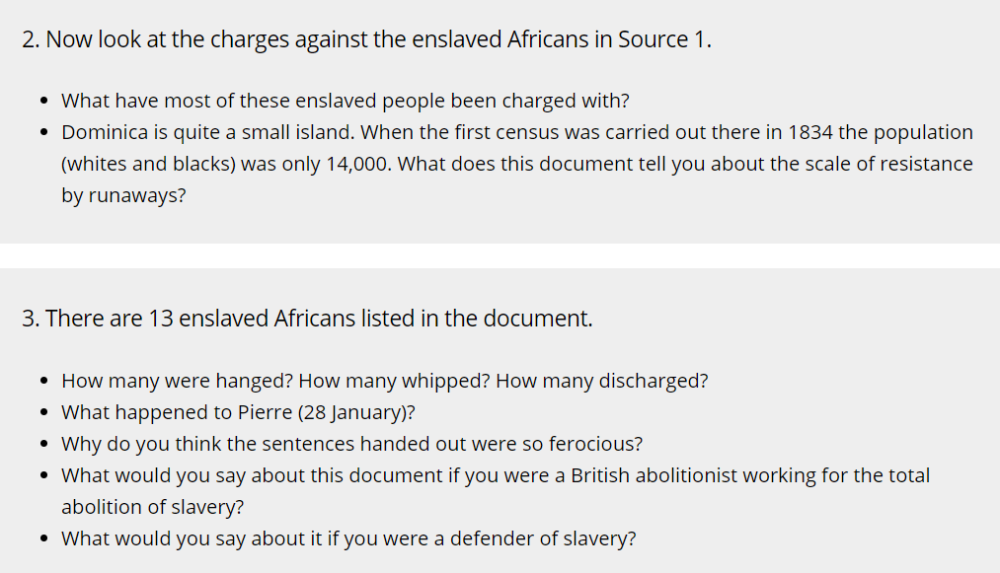 2. Now look at the charges against the enslaved Africans in Source 1.
• What have most of these enslaved people been charged with?
• Dominica is quite a small island. When the first census was carried out there in 1834 the population
(whites and blacks) was only 14,000. What does this document tell you about the scale of resistance
by runaways?
3. There are 13 enslaved Africans listed in the document.
• How many were hanged? How many whipped? How many discharged?
• What happened to Pierre (28 January)?
• Why do you think the sentences handed out were so ferocious?
• What would you say about this document if you were a British abolitionist working for the total
abolition of slavery?
• What would you say about it if you were a defender of slavery?